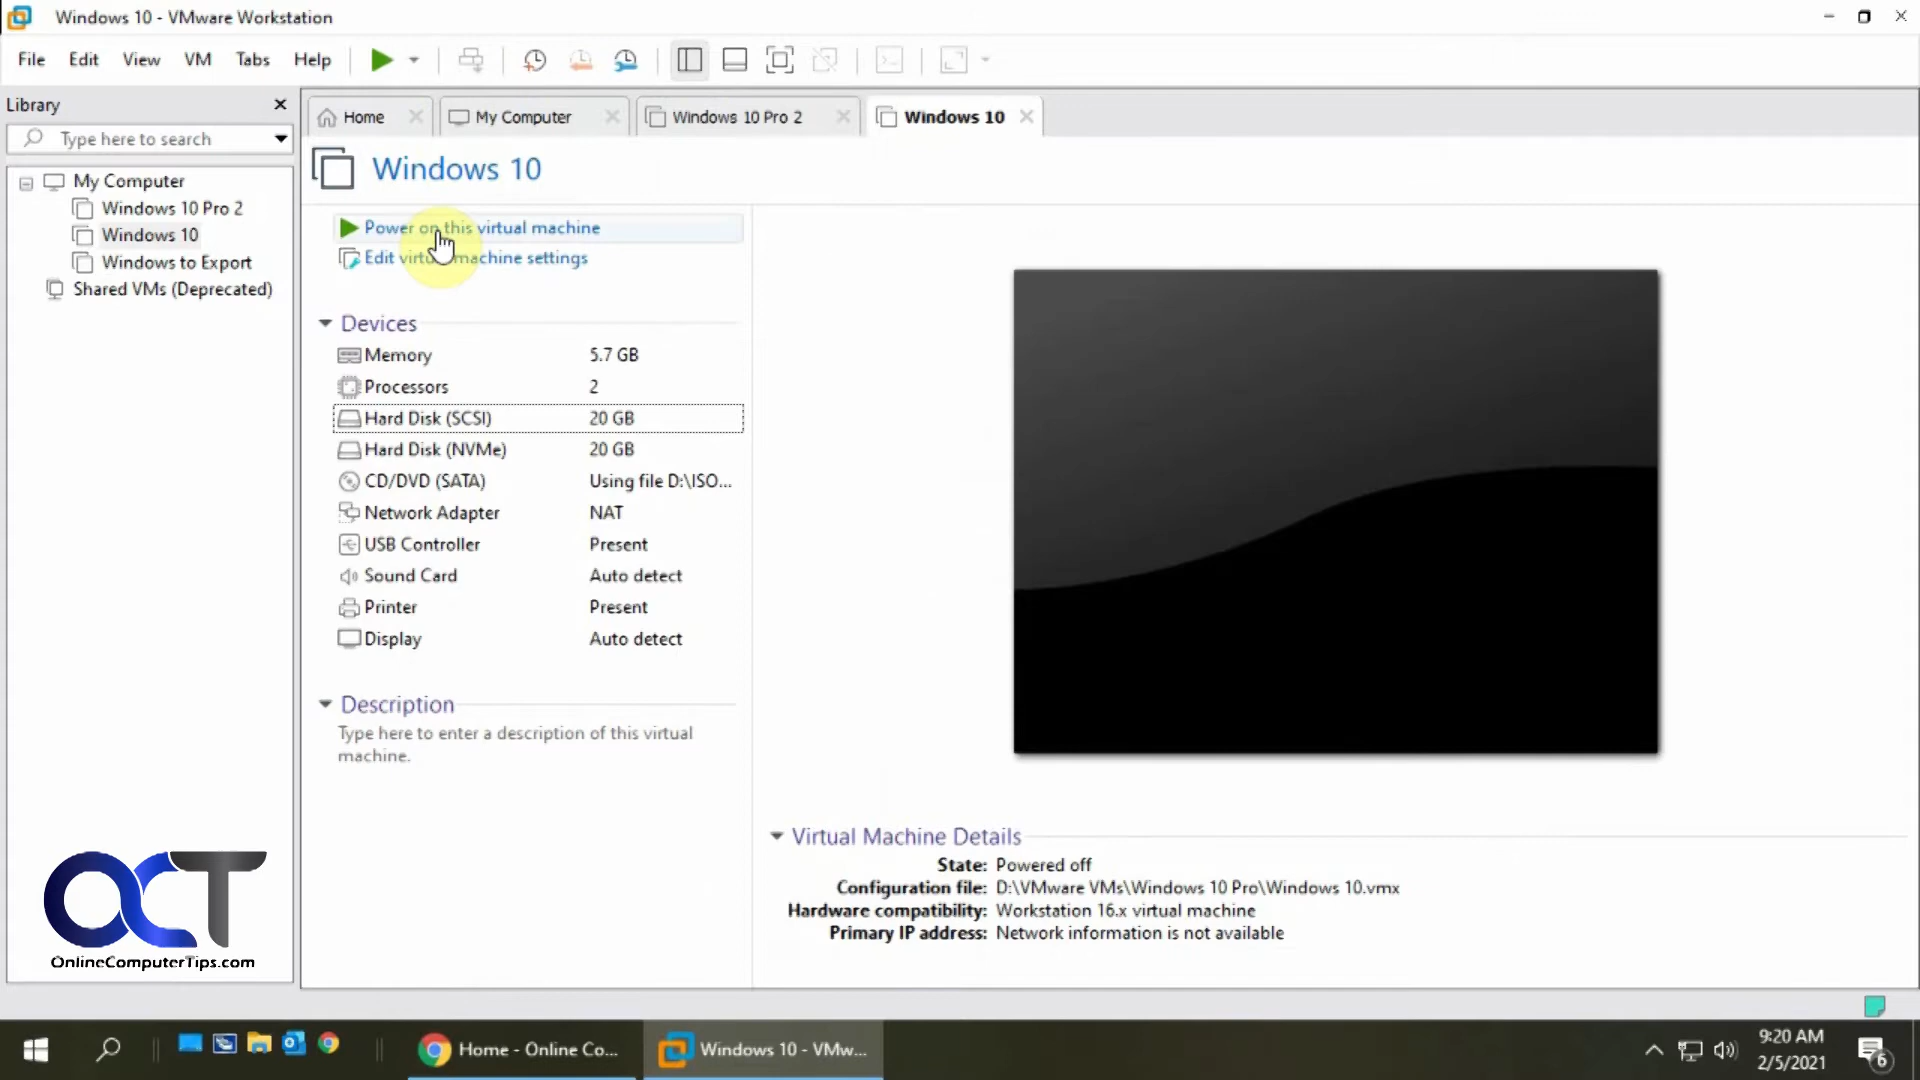 Windows 10 - VMware Workstation
File Edit View VM Tabs Help
Library
Type here to search
My Computer
Windows 10 Pro 2
Windows 10
Windows to Export
Shared VMs (Deprecated)
Home
My Computer
Windows 10 Pro 2
Windows 10
Windows 10
Power on this virtual machine
Edit virtual machine settings
Devices
Memory 5.7 GB
Processors 2
Hard Disk (SCSI) 20 GB
Hard Disk (NVMe) 20 GB
CD/DVD (SATA) Using file D:\ISO...
Network Adapter NAT
USB Controller Present
Sound Card Auto detect
Printer Present
Display Auto detect
Description
Type here to enter a description of this virtual
machine.
Virtual Machine Details
State: Powered off
Configuration file: D:\VMware VMs\Windows 10 Pro\Windows 10.vmx
Hardware compatibility: Workstation 16.x virtual machine
Primary IP address: Network information is not available
OCT
OnlineComputerTips.com
Home - Online Co...
Windows 10 - VMw...
9:20 AM
2/5/2021
6